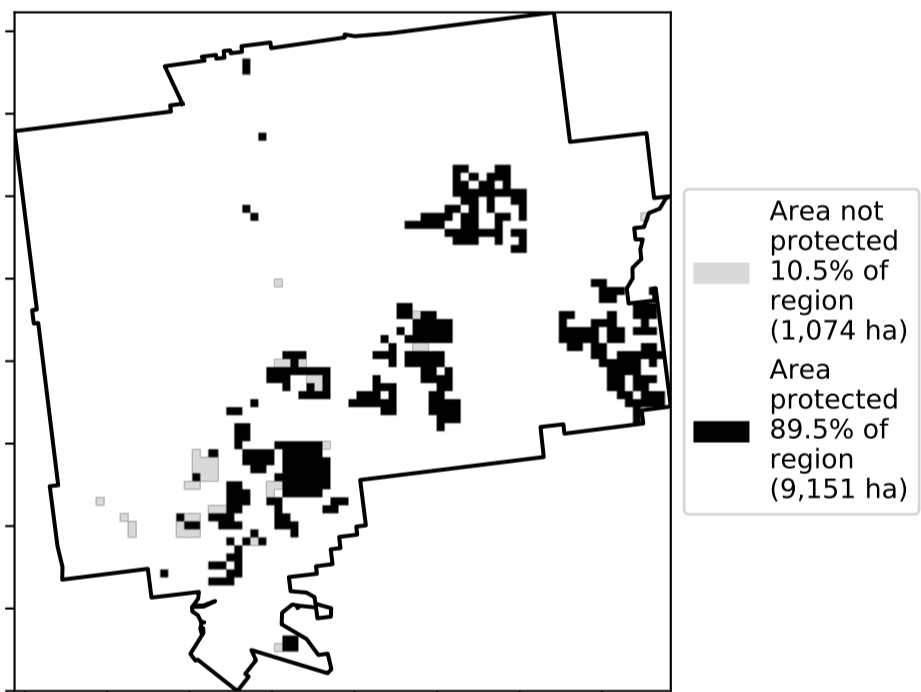 Area not
protected
10.5% of
region
(1,074 ha)
Area
protected
89.5% of
region
(9,151 ha)